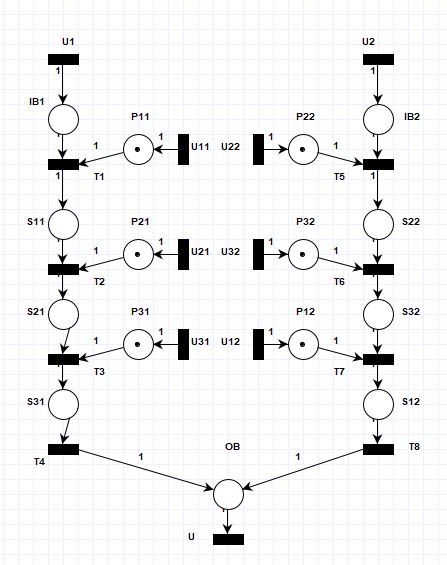 U1 U2
1 1
IB1 P11 P22 IB2
1 1 1 1
U11 U22
1 T1 T5 1
S11 P21 P32 S22
1 1 1 1
U21 U32
T2 T6
S21 P31 P12 S32
1 1 1 1
U31 U12
T3 T7
S31 S12
T4 1 OB 1 T8
U